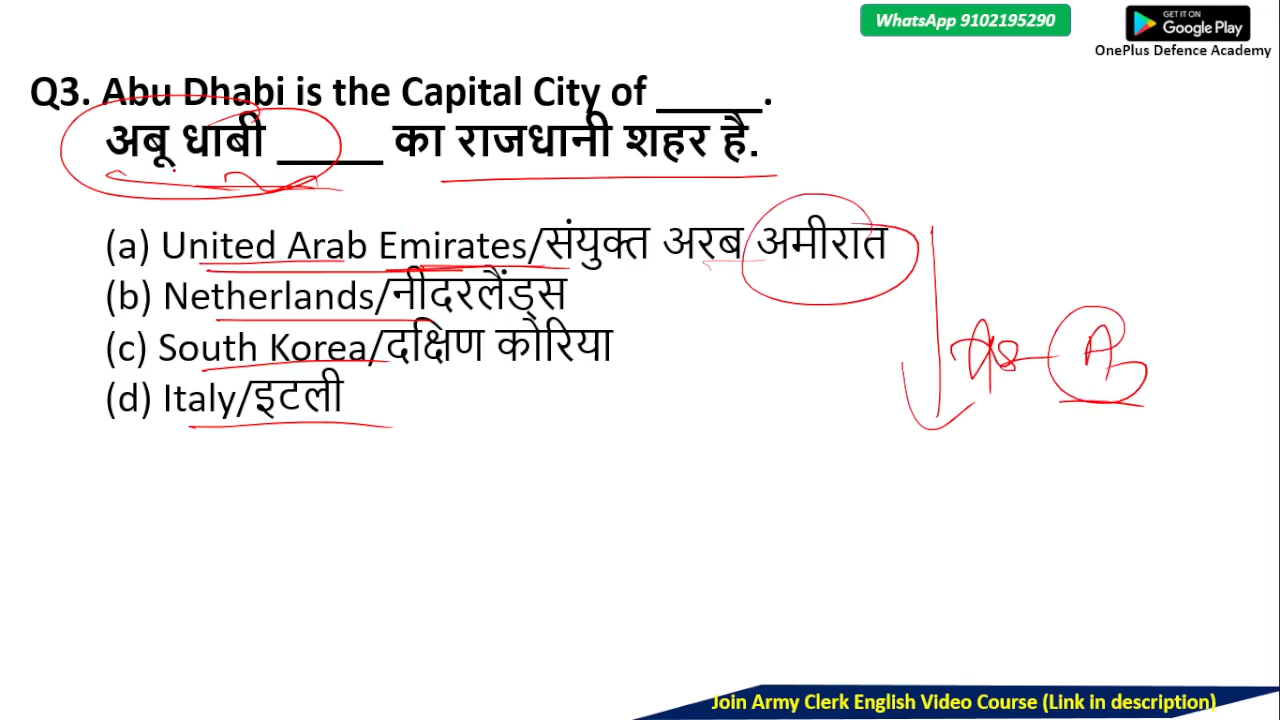 WhatsApp 9102195290
GET IT ON
Google Play
OnePlus Defence Academy
Q3. Abu Dhabi is the Capital City of _____.
अबू धाबी _____ का राजधानी शहर है.
(a) United Arab Emirates/संयुक्त अरब अमीरात
(b) Netherlands/नीदरलैंड्स
(c) South Korea/दक्षिण कोरिया
(d) Italy/इटली
A
Join Army Clerk English Video Course (Link in description)